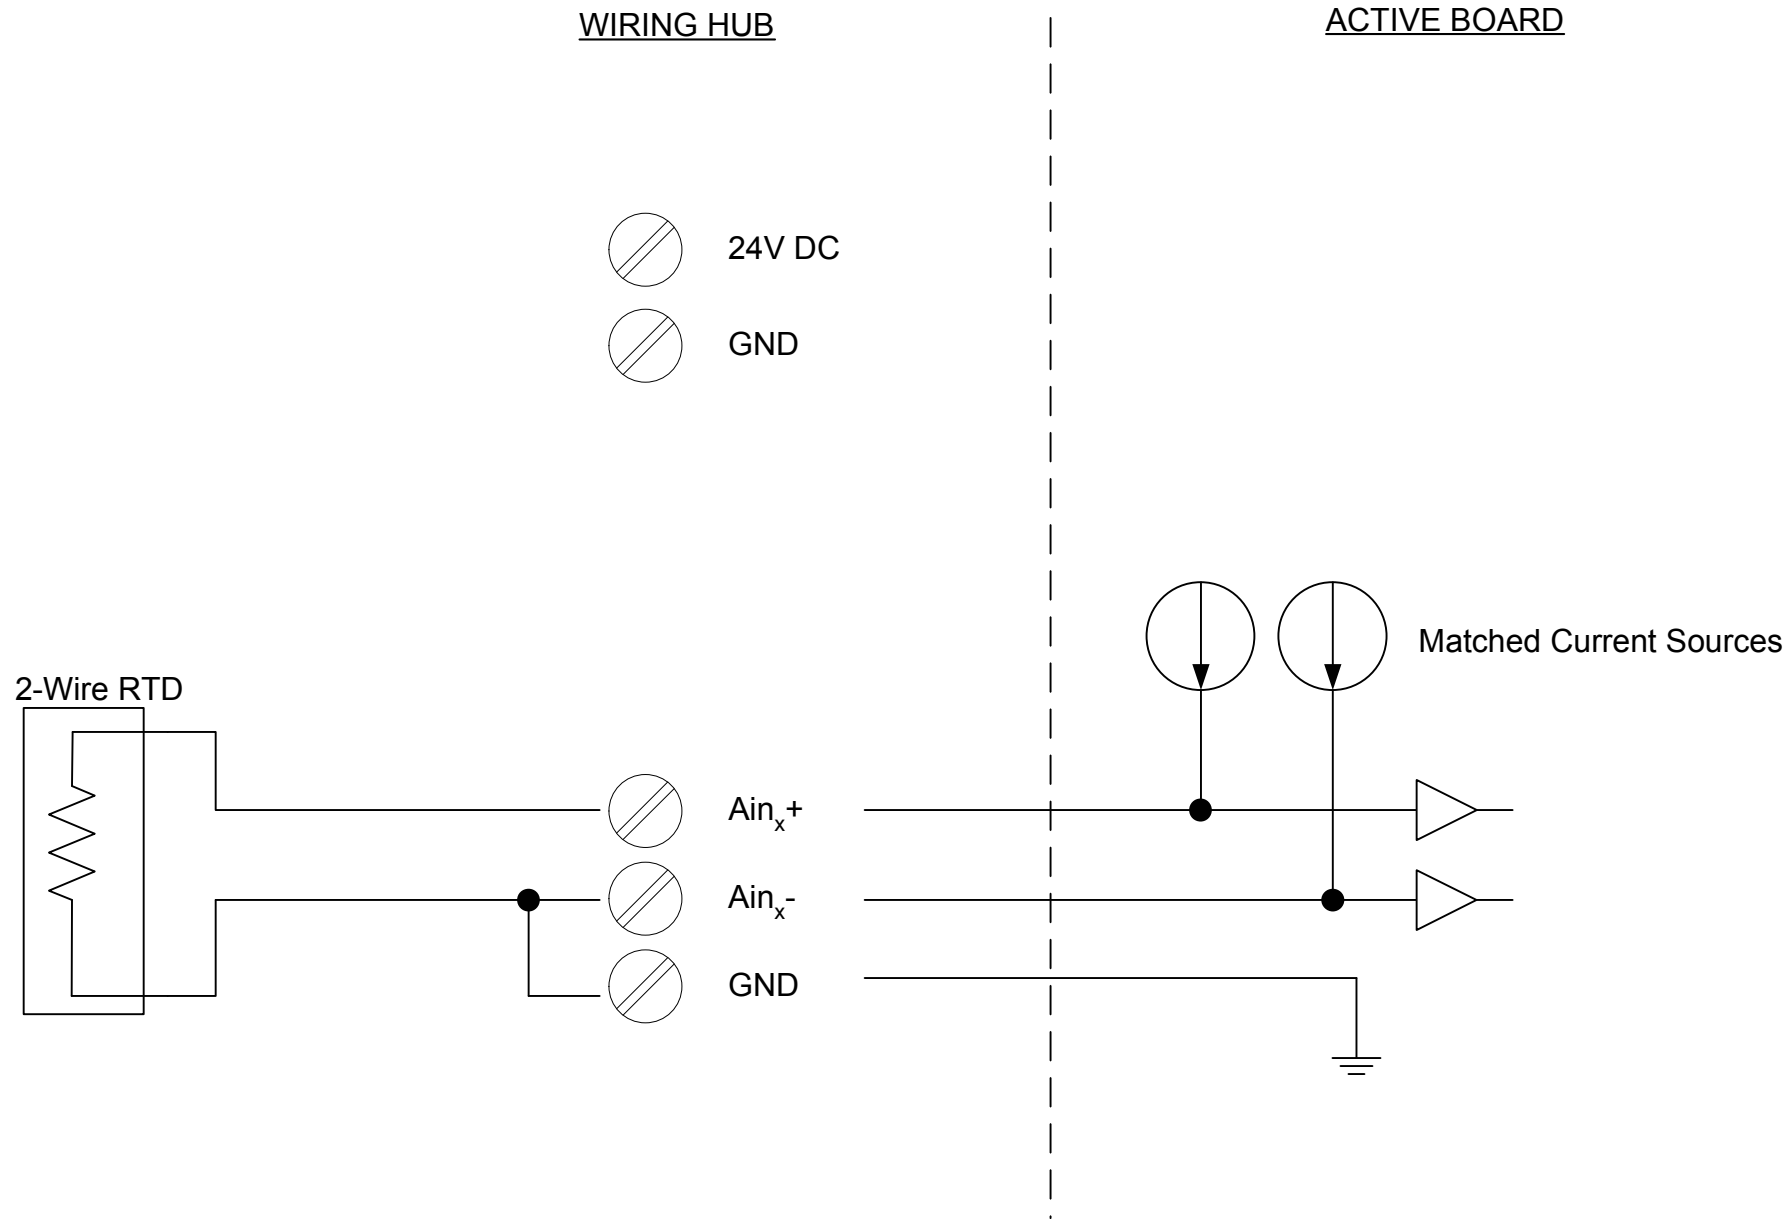 WIRING HUB
ACTIVE BOARD
24V DC
GND
Matched Current Sources
2-Wire RTD
Ainx+
Ainx-
GND